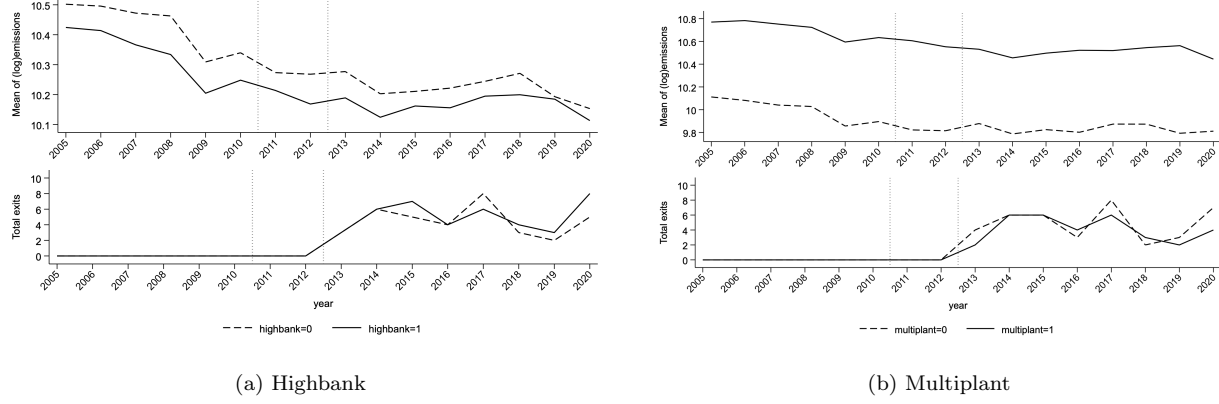 Mean of (log)emissions
10.5
10.4
10.3
10.2
10.1
2005 2006 2007 2008 2009 2010 2011 2012 2013 2014 2015 2016 2017 2018 2019 2020
Total exits
10
8
6
4
2
0
2005 2006 2007 2008 2009 2010 2011 2012 2013 2014 2015 2016 2017 2018 2019 2020
year
highbank=0 highbank=1
(a) Highbank
Mean of (log)emissions
10.8
10.6
10.4
10.2
10
9.8
2005 2006 2007 2008 2009 2010 2011 2012 2013 2014 2015 2016 2017 2018 2019 2020
Total exits
10
8
6
4
2
0
2005 2006 2007 2008 2009 2010 2011 2012 2013 2014 2015 2016 2017 2018 2019 2020
year
multiplant=0 multiplant=1
(b) Multiplant